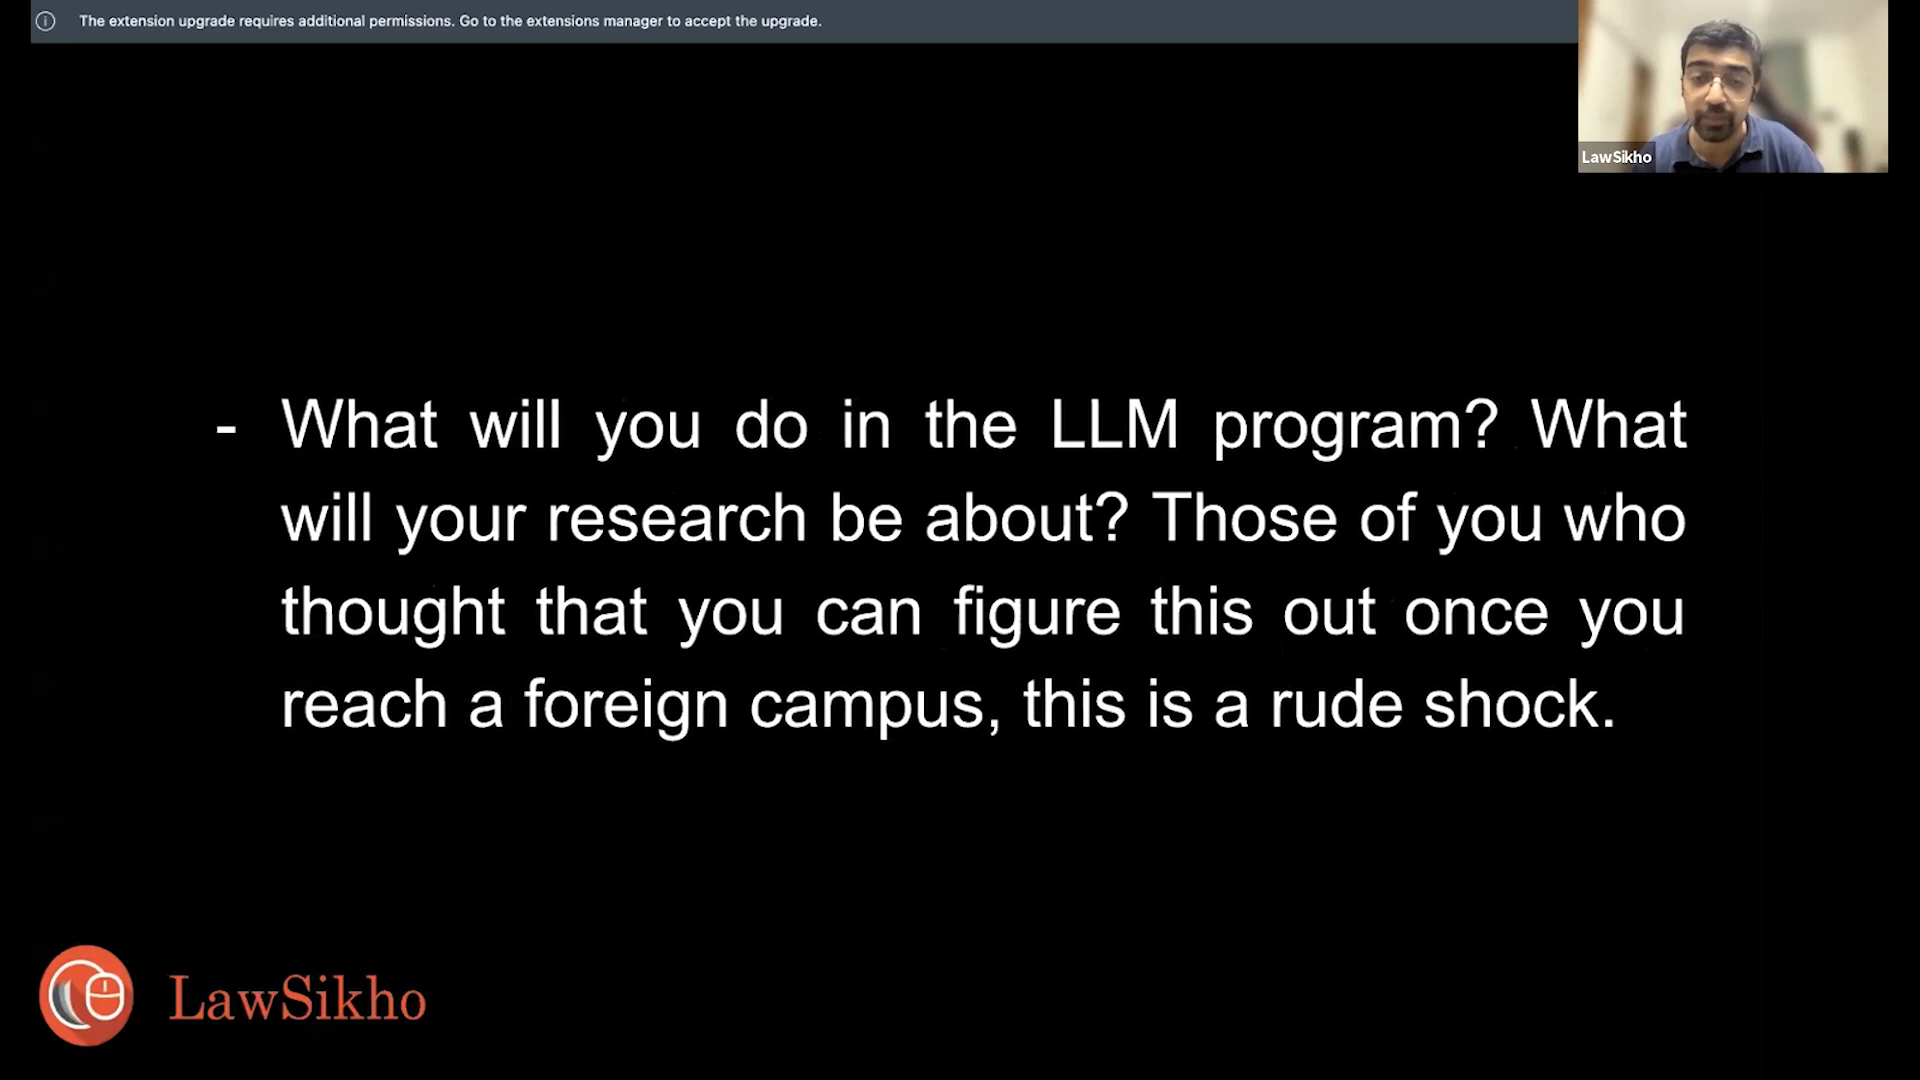 The extension upgrade requires additional permissions. Go to the extensions manager to accept the upgrade.
LawSikho
- What will you do in the LLM program? What
will your research be about? Those of you who
thought that you can figure this out once you
reach a foreign campus, this is a rude shock.
LawSikho